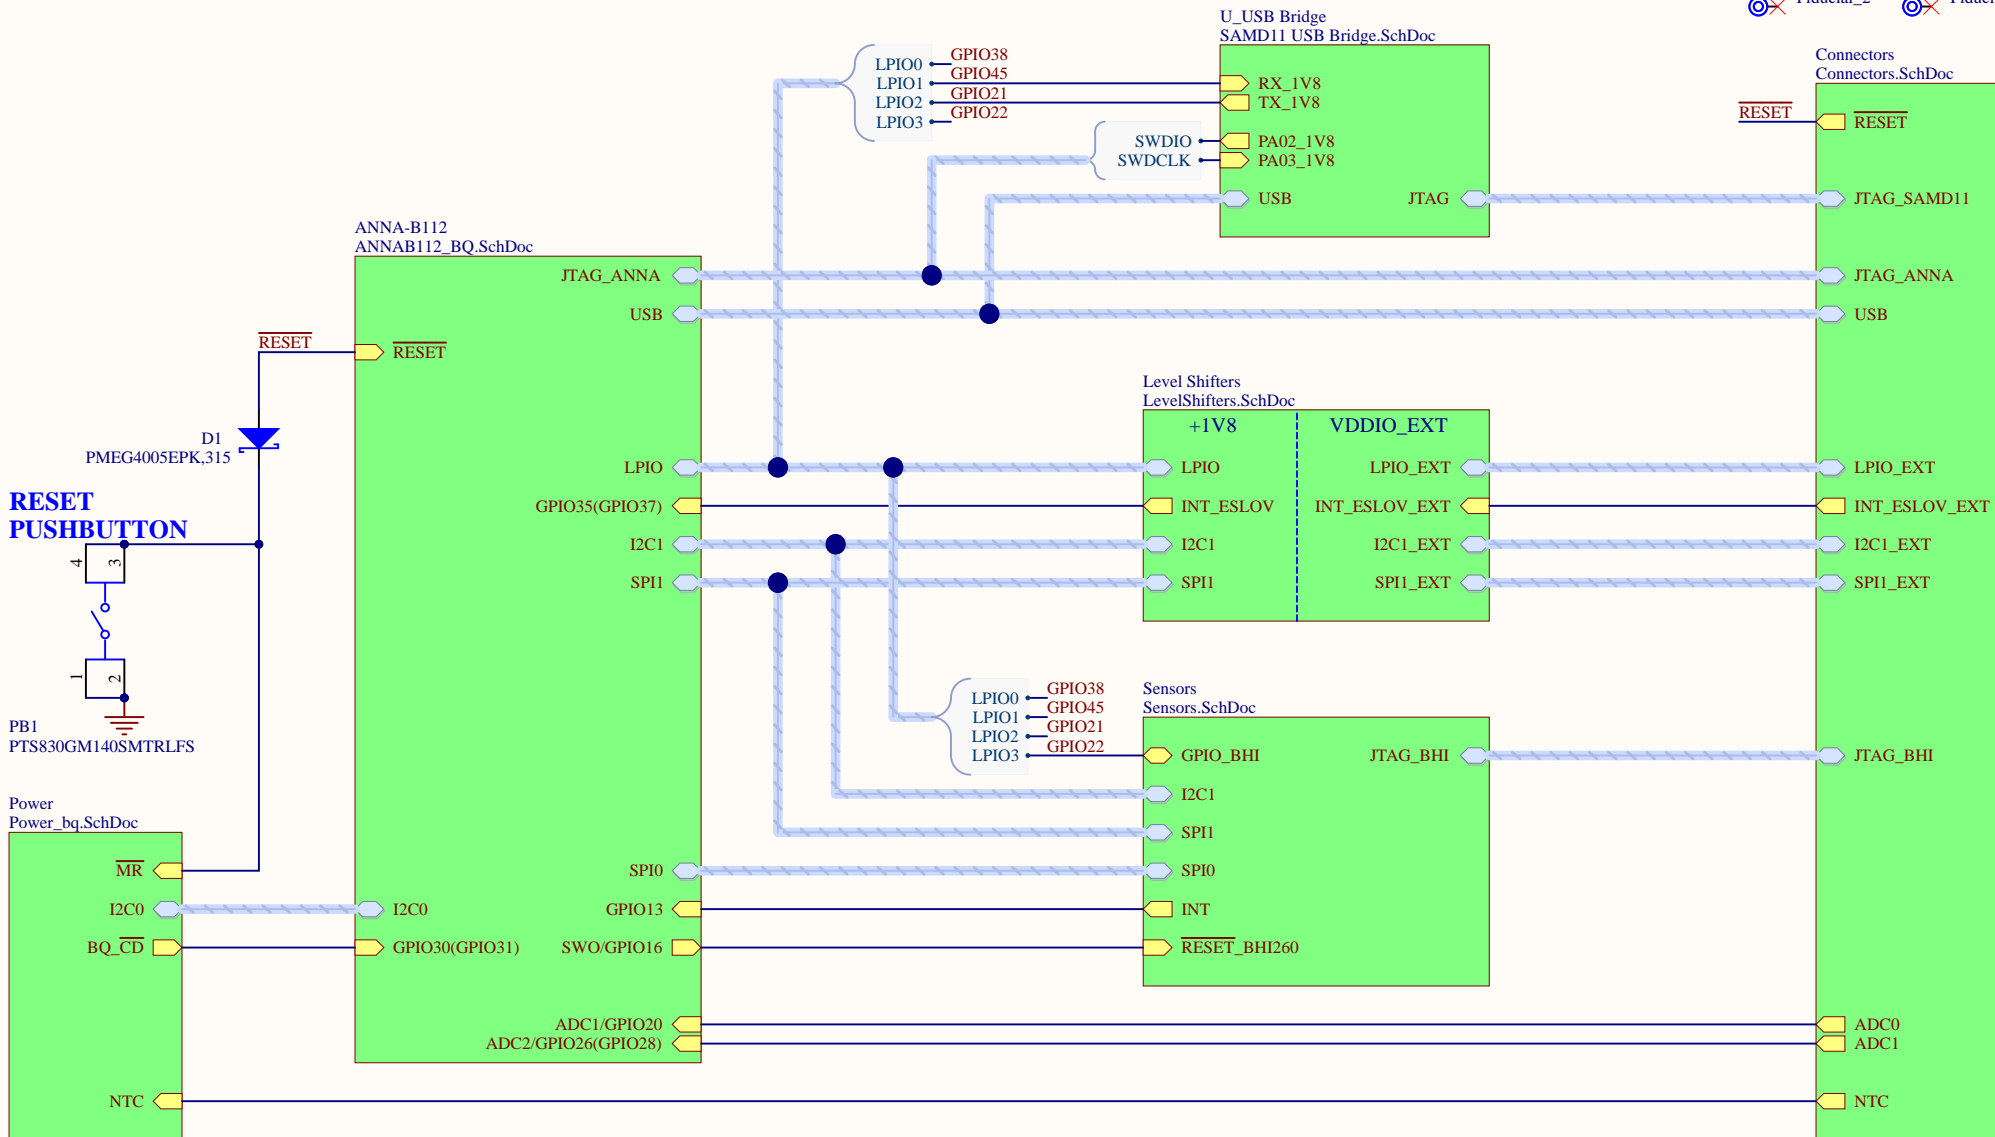 Fiducial_2
U_USB Bridge
SAMD11 USB Bridge.SchDoc
LPIO0 GPIO38
LPIO1 GPIO45
LPIO2 GPIO21
LPIO3 GPIO22
RX_1V8
TX_1V8
SWDIO PA02_1V8
SWDCLK PA03_1V8
USB JTAG
Connectors
Connectors.SchDoc
RESET RESET
JTAG_SAMD11
JTAG_ANNA
USB
LPIO_EXT
INT_ESLOV_EXT
I2C1_EXT
SPI1_EXT
JTAG_BHI
ADC0
ADC1
NTC
ANNA-B112
ANNAB112_BQ.SchDoc
JTAG_ANNA
USB
RESET RESET
LPIO
GPIO35(GPIO37)
I2C1
SPI1
SPI0
I2C0 GPIO13
GPIO30(GPIO31) SWO/GPIO16
ADC1/GPIO20
ADC2/GPIO26(GPIO28)
D1
PMEG4005EPK,315
RESET
PUSHBUTTON
4 3
1 2
PB1
PTS830GM140SMTRLFS
Power
Power_bq.SchDoc
MR
I2C0
BQ_CD
NTC
Level Shifters
LevelShifters.SchDoc
+1V8 VDDIO_EXT
LPIO LPIO_EXT
INT_ESLOV INT_ESLOV_EXT
I2C1 I2C1_EXT
SPI1 SPI1_EXT
LPIO0 GPIO38
LPIO1 GPIO45
LPIO2 GPIO21
LPIO3 GPIO22
Sensors
Sensors.SchDoc
GPIO_BHI JTAG_BHI
I2C1
SPI1
SPI0
INT
RESET_BHI260